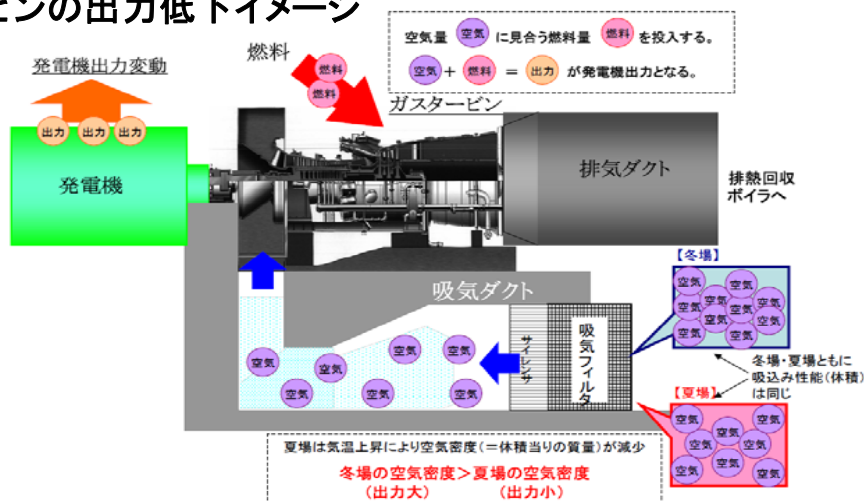 ビンの出力低下イメージ
空気量 空気 に見合う燃料量 燃料 を投入する。
空気 + 燃料 = 出力 が発電機出力となる。
発電機出力変動
燃料
燃料
燃料
ガスタービン
出力 出力 出力
発電機
排気ダクト
排熱回収
ボイラへ
【冬場】
空気 空気
空気 空気 空気
空気 空気 空気
空気 空気
吸気ダクト
サイレンサ
吸気フィルタ
空気 空気 空気 空気
空気 空気 空気
冬場・夏場ともに
吸込み性能(体積)
は同じ
【夏場】
空気 空気
空気 空気
空気 空気 空気
夏場は気温上昇により空気密度(=体積当りの質量)が減少
冬場の空気密度>夏場の空気密度
(出力大) (出力小)